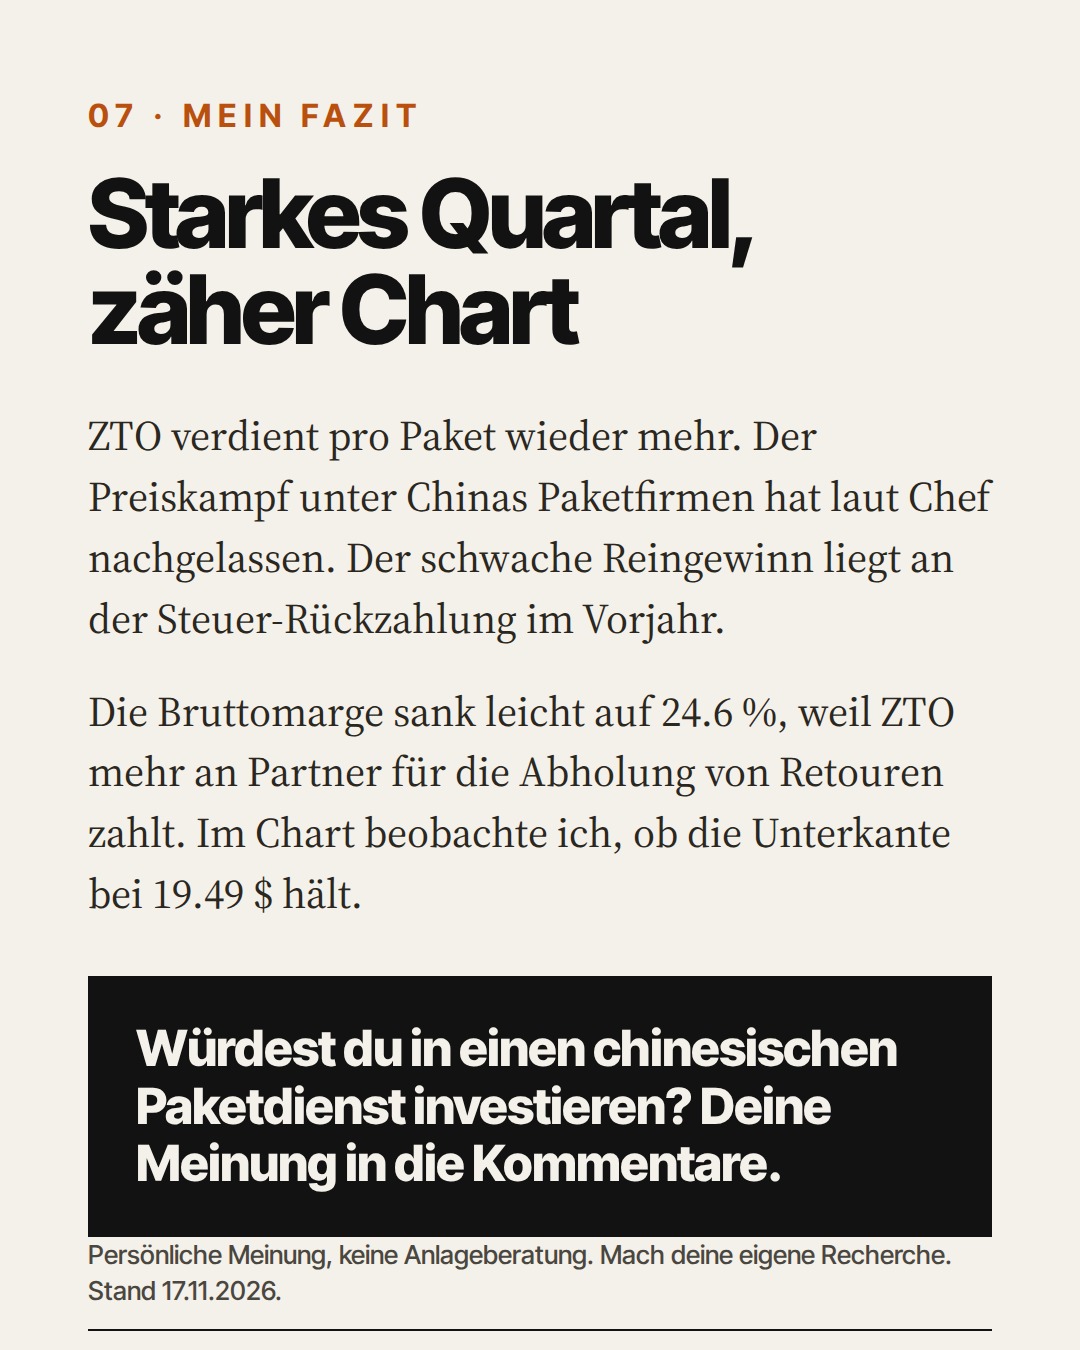 07 · MEIN FAZIT
Starkes Quartal,
zäher Chart
ZTO verdient pro Paket wieder mehr. Der
Preiskampf unter Chinas Paketfirmen hat laut Chef
nachgelassen. Der schwache Reingewinn liegt an
der Steuer-Rückzahlung im Vorjahr.
Die Bruttomarge sank leicht auf 24.6 %, weil ZTO
mehr an Partner für die Abholung von Retouren
zahlt. Im Chart beobachte ich, ob die Unterkante
bei 19.49 $ hält.
Würdest du in einen chinesischen
Paketdienst investieren? Deine
Meinung in die Kommentare.
Persönliche Meinung, keine Anlageberatung. Mach deine eigene Recherche.
Stand 17.11.2026.